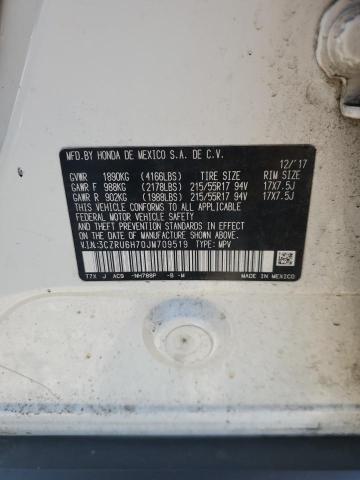 MFD.BY HONDA DE MEXICO S.A. DE C.V.
12/'17
GVWR 1890KG (4166LBS) TIRE SIZE RIM SIZE
GAWR F 988KG (2178LBS) 215/55R17 94V 17X7.5J
GAWR R 902KG (1988LBS) 215/55R17 94V 17X7.5J
THIS VEHICLE CONFORMS TO ALL APPLICABLE
FEDERAL MOTOR VEHICLE SAFETY AND THEFT
PREVENTION STANDARDS IN EFFECT ON THE
DATE OF MANUFACTURE SHOWN ABOVE.
V.I.N:3CZRU6H70JM709519 TYPE: MPV
T7X J AC9 -NH788P -B -M
MADE IN MEXICO